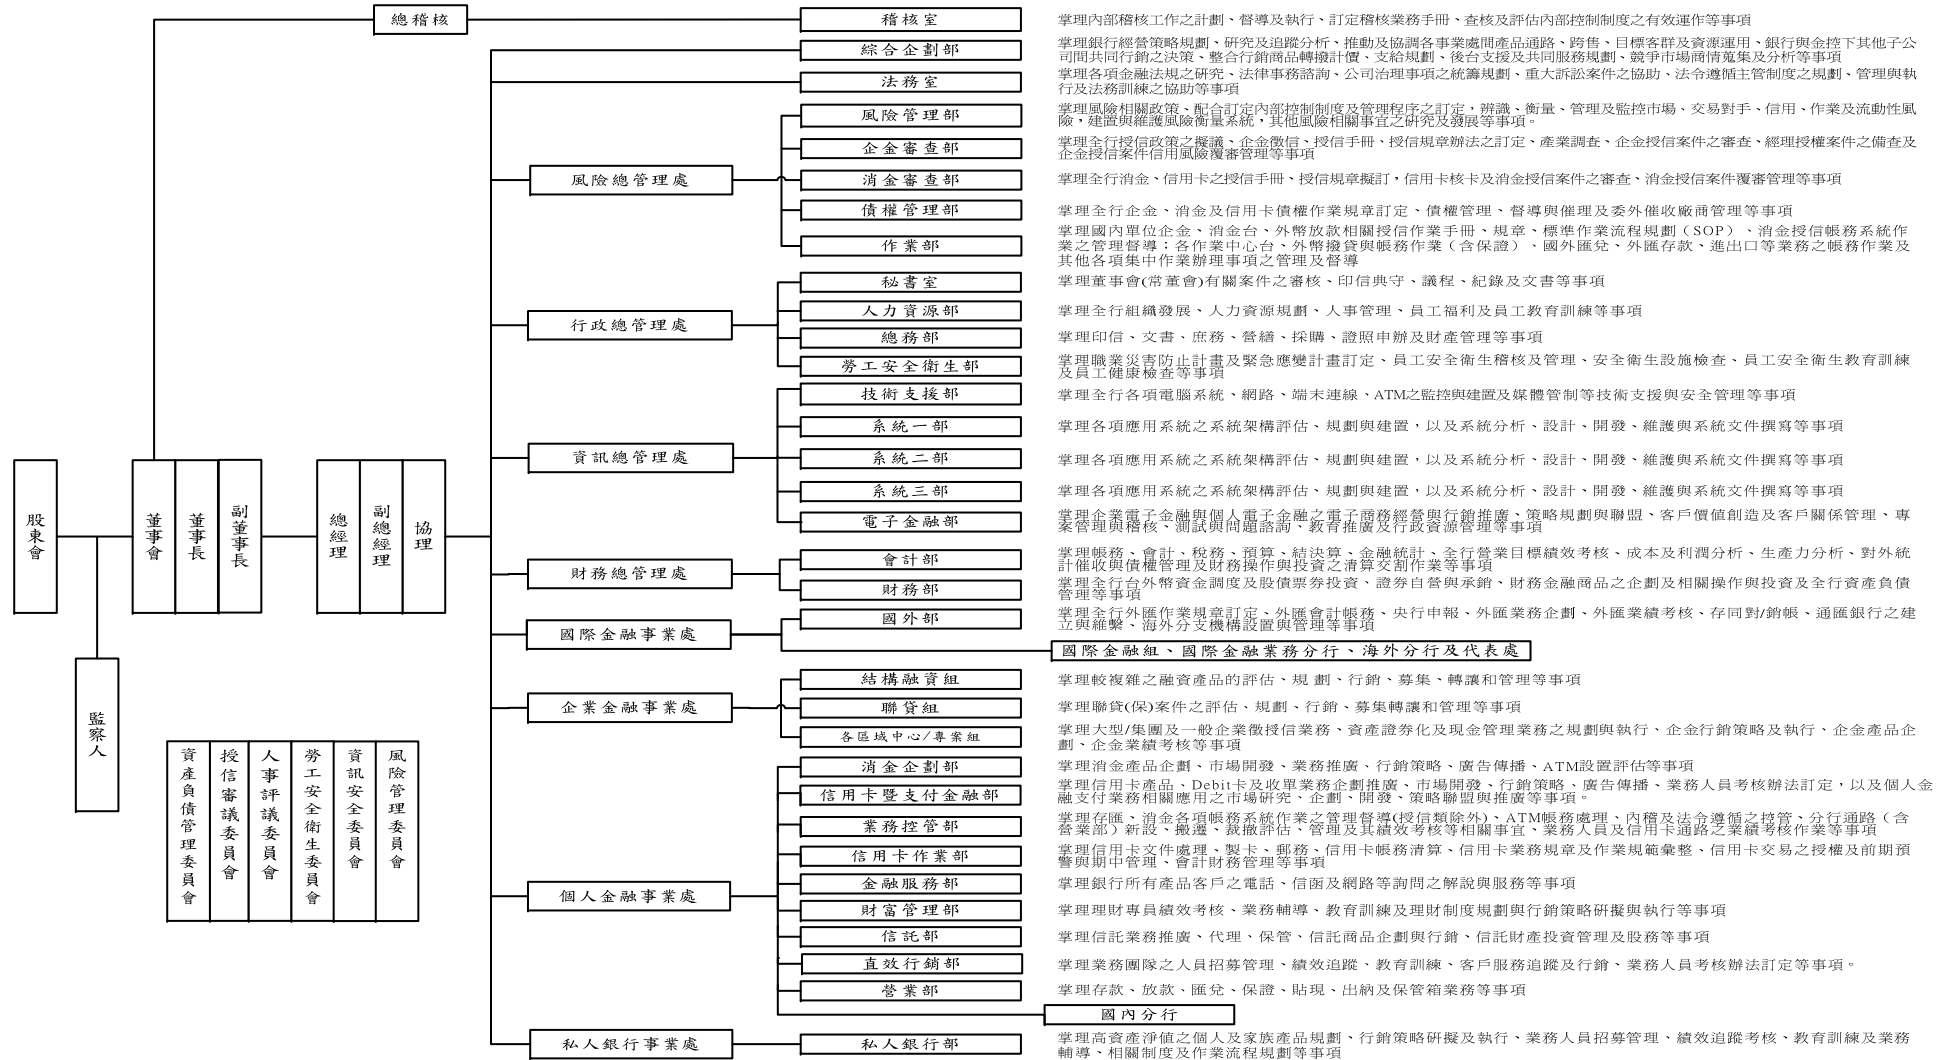 總稽核
稽核室
掌理內部稽核工作之計劃、督導及執行、訂定稽核業務手冊、查核及評估內部控制制度之有效運作等事項
綜合企劃部
掌理銀行經營策略規劃、研究及追蹤分析、推動及協調各事業處間產品通路、跨售、目標客群及資源運用、銀行與金控下其他子公
司間共同行銷之決策、整合行銷商品轉撥計價、支給規劃、後台支援及共同服務規劃、競爭市場商情蒐集及分析等事項
法務室
掌理各項金融法規之研究、法律事務諮詢、公司治理事項之統籌規劃、重大訴訟案件之協助、法令遵循主管制度之規劃、管理與執
行及法務訓練之協助等事項
風險總管理處
風險管理部
掌理風險相關政策、配合訂定內部控制制度及管理程序之訂定，辨識、衡量、管理及監控市場、交易對手、信用、作業及流動性風
險，建置與維護風險衡量系統，其他風險相關事宜之研究及發展等事項。
企金審查部
掌理全行授信政策之擬議、企金徵信、授信手冊、授信規章辦法之訂定、產業調查、企金授信案件之審查、經理授權案件之備查及
企金授信案件信用風險覆審管理等事項
消金審查部
掌理全行消金、信用卡之授信手冊、授信規章擬訂，信用卡核卡及消金授信案件之審查、消金授信案件覆審管理等事項
債權管理部
掌理全行企金、消金及信用卡債權作業規章訂定、債權管理、督導與催理及委外催收廠商管理等事項
作業部
掌理國內單位企金、消金台、外幣放款相關授信作業手冊、規章、標準作業流程規劃（SOP）、消金授信帳務系統作
業之管理督導；各作業中心台、外幣撥貸與帳務作業（含保證）、國外匯兌、外匯存款、進出口等業務之帳務作業及
其他各項集中作業辦理事項之管理及督導
行政總管理處
秘書室
掌理董事會(常董會)有關案件之審核、印信典守、議程、紀錄及文書等事項
人力資源部
掌理全行組織發展、人力資源規劃、人事管理、員工福利及員工教育訓練等事項
總務部
掌理印信、文書、庶務、營繕、採購、證照申辦及財產管理等事項
勞工安全衛生部
掌理職業災害防止計畫及緊急應變計畫訂定、員工安全衛生稽核及管理、安全衛生設施檢查、員工安全衛生教育訓練
及員工健康檢查等事項
資訊總管理處
技術支援部
掌理全行各項電腦系統、網路、端末連線、ATM之監控與建置及媒體管制等技術支援與安全管理等事項
系統一部
掌理各項應用系統之系統架構評估、規劃與建置，以及系統分析、設計、開發、維護與系統文件撰寫等事項
系統二部
掌理各項應用系統之系統架構評估、規劃與建置，以及系統分析、設計、開發、維護與系統文件撰寫等事項
系統三部
掌理各項應用系統之系統架構評估、規劃與建置，以及系統分析、設計、開發、維護與系統文件撰寫等事項
電子金融部
掌理企業電子金融與個人電子金融之電子商務經營與行銷推廣、策略規劃與聯盟、客戶價值創造及客戶關係管理、專
案管理與稽核、測試與問題諮詢、教育推廣及行政資源管理等事項
股東會
董事會
董事長
副董事長
總經理
副總經理
協理
財務總管理處
會計部
掌理帳務、會計、稅務、預算、結決算、金融統計、全行營業目標績效考核、成本及利潤分析、生產力分析、對外統
計催收與債權管理及財務操作與投資之清算交割作業等事項
財務部
掌理全行台外幣資金調度及股債票券投資、證券自營與承銷、財務金融商品之企劃及相關操作與投資及全行資產負債
管理等事項
國際金融事業處
國外部
掌理全行外匯作業規章訂定、外匯會計帳務、央行申報、外匯業務企劃、外匯業績考核、存同對/銷帳、通匯銀行之建
立與維繫、海外分支機構設置與管理等事項
國際金融組、國際金融業務分行、海外分行及代表處
監察人
企業金融事業處
結構融資組
掌理較複雜之融資產品的評估、規 劃、行銷、募集、轉讓和管理等事項
聯貸組
掌理聯貸(保)案件之評估、規劃、行銷、募集轉讓和管理等事項
各區域中心/專案組
掌理大型/集團及一般企業徵授信業務、資產證券化及現金管理業務之規劃與執行、企金行銷策略及執行、企金產品企
劃、企金業績考核等事項
資產負債管理委員會
授信審議委員會
人事評議委員會
勞工安全衛生委員會
資訊安全委員會
風險管理委員會
個人金融事業處
消金企劃部
掌理消金產品企劃、市場開發、業務推廣、行銷策略、廣告傳播、ATM設置評估等事項
信用卡暨支付金融部
掌理信用卡產品、Debit卡及收單業務企劃推廣、市場開發、行銷策略、廣告傳播、業務人員考核辦法訂定，以及個人金
融支付業務相關應用之市場研究、企劃、開發、策略聯盟與推廣等事項。
業務控管部
掌理存匯、消金各項帳務系統作業之管理督導(授信類除外)、ATM帳務處理、內稽及法令遵循之控管、分行通路（含
營業部）新設、搬遷、裁撤評估、管理及其績效考核等相關事宜、業務人員及信用卡通路之業績考核作業等事項
信用卡作業部
掌理信用卡文件處理、製卡、郵務、信用卡帳務清算、信用卡業務規章及作業規範彙整、信用卡交易之授權及前期預
警與期中管理、會計財務管理等事項
金融服務部
掌理銀行所有產品客戶之電話、信函及網路等詢問之解說與服務等事項
財富管理部
掌理理財專員績效考核、業務輔導、教育訓練及理財制度規劃與行銷策略研擬與執行等事項
信託部
掌理信託業務推廣、代理、保管、信託商品企劃與行銷、信託財產投資管理及股務等事項
直效行銷部
掌理業務團隊之人員招募管理、績效追蹤、教育訓練、客戶服務追蹤及行銷、業務人員考核辦法訂定等事項。
營業部
掌理存款、放款、匯兌、保證、貼現、出納及保管箱業務等事項
國內分行
私人銀行事業處
私人銀行部
掌理高資產淨值之個人及家族產品規劃、行銷策略研擬及執行、業務人員招募管理、績效追蹤考核、教育訓練及業務
輔導、相關制度及作業流程規劃等事項